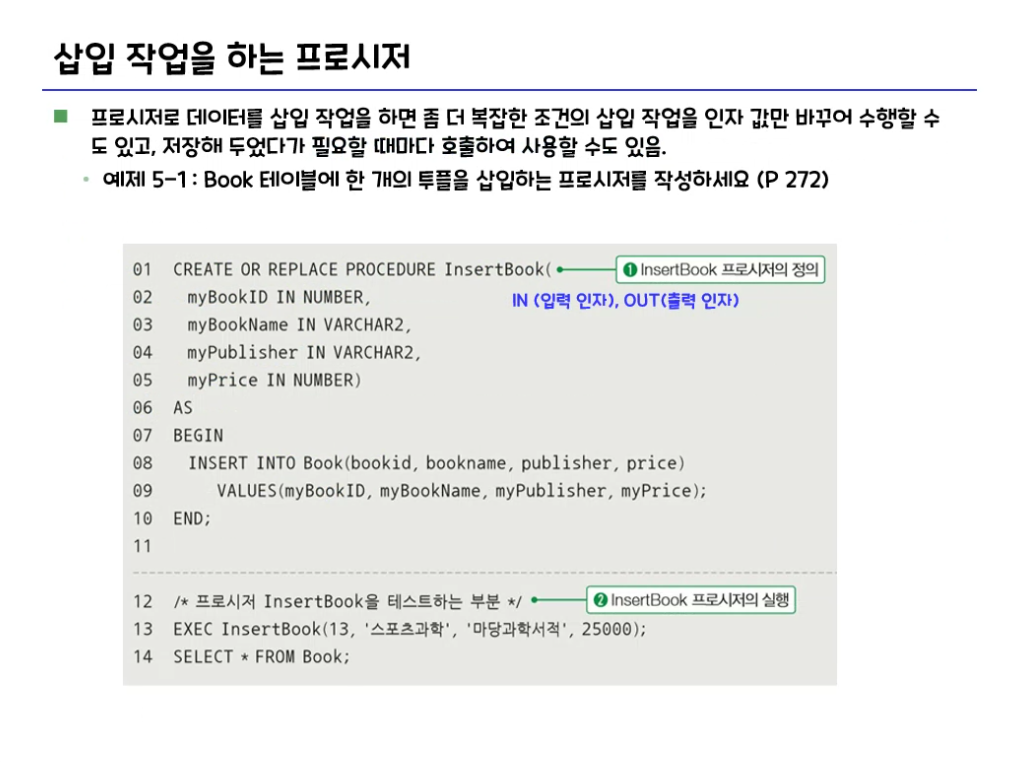 삽입 작업을 하는 프로시저
■ 프로시저로 데이터를 삽입 작업을 하면 좀 더 복잡한 조건의 삽입 작업을 인자 값만 바꾸어 수행할 수
도 있고, 저장해 두었다가 필요할 때마다 호출하여 사용할 수도 있음.
• 예제 5-1 : Book 테이블에 한 개의 투플을 삽입하는 프로시저를 작성하세요 (P 272)
01 CREATE OR REPLACE PROCEDURE InsertBook( ❶ InsertBook 프로시저의 정의
02 myBookID IN NUMBER, IN (입력 인자), OUT(출력 인자)
03 myBookName IN VARCHAR2,
04 myPublisher IN VARCHAR2,
05 myPrice IN NUMBER)
06 AS
07 BEGIN
08 INSERT INTO Book(bookid, bookname, publisher, price)
09 VALUES(myBookID, myBookName, myPublisher, myPrice);
10 END;
11
12 /* 프로시저 InsertBook을 테스트하는 부분 */ ❷ InsertBook 프로시저의 실행
13 EXEC InsertBook(13, '스포츠과학', '마당과학서적', 25000);
14 SELECT * FROM Book;